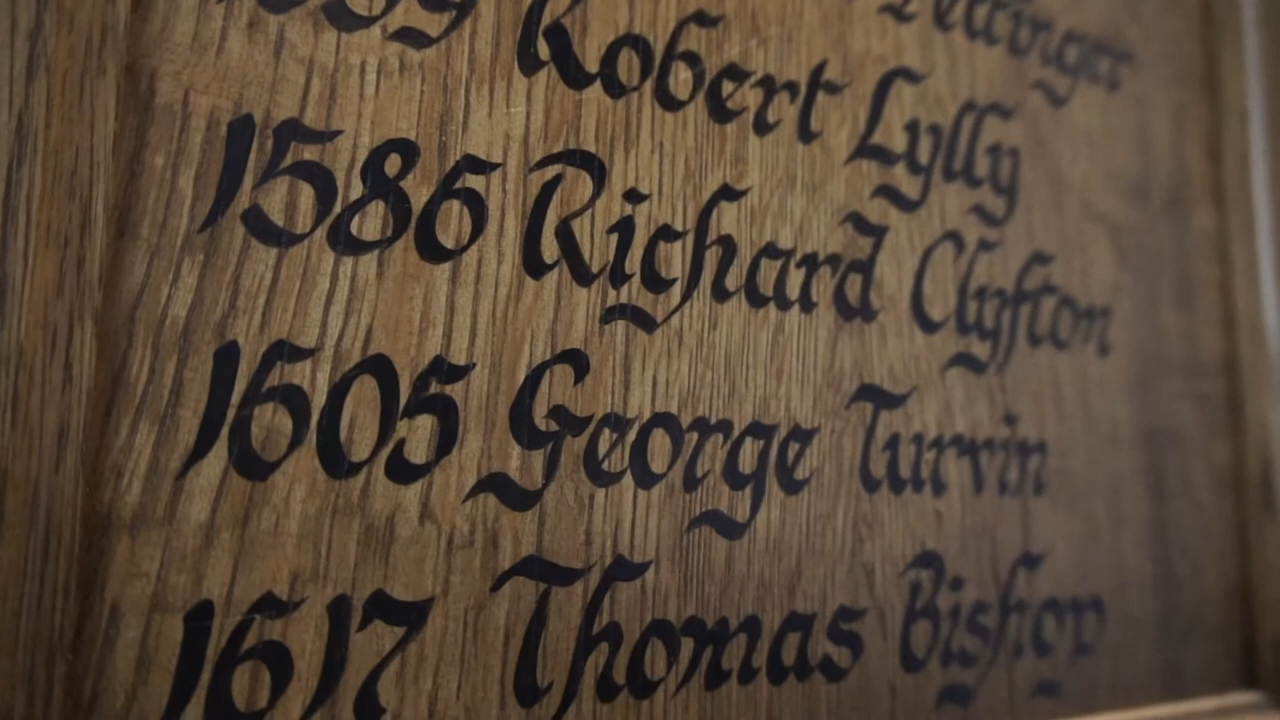 Robert Lylly
1586 Richard Clyfton
1605 George Turvin
1617 Thomas Bishop